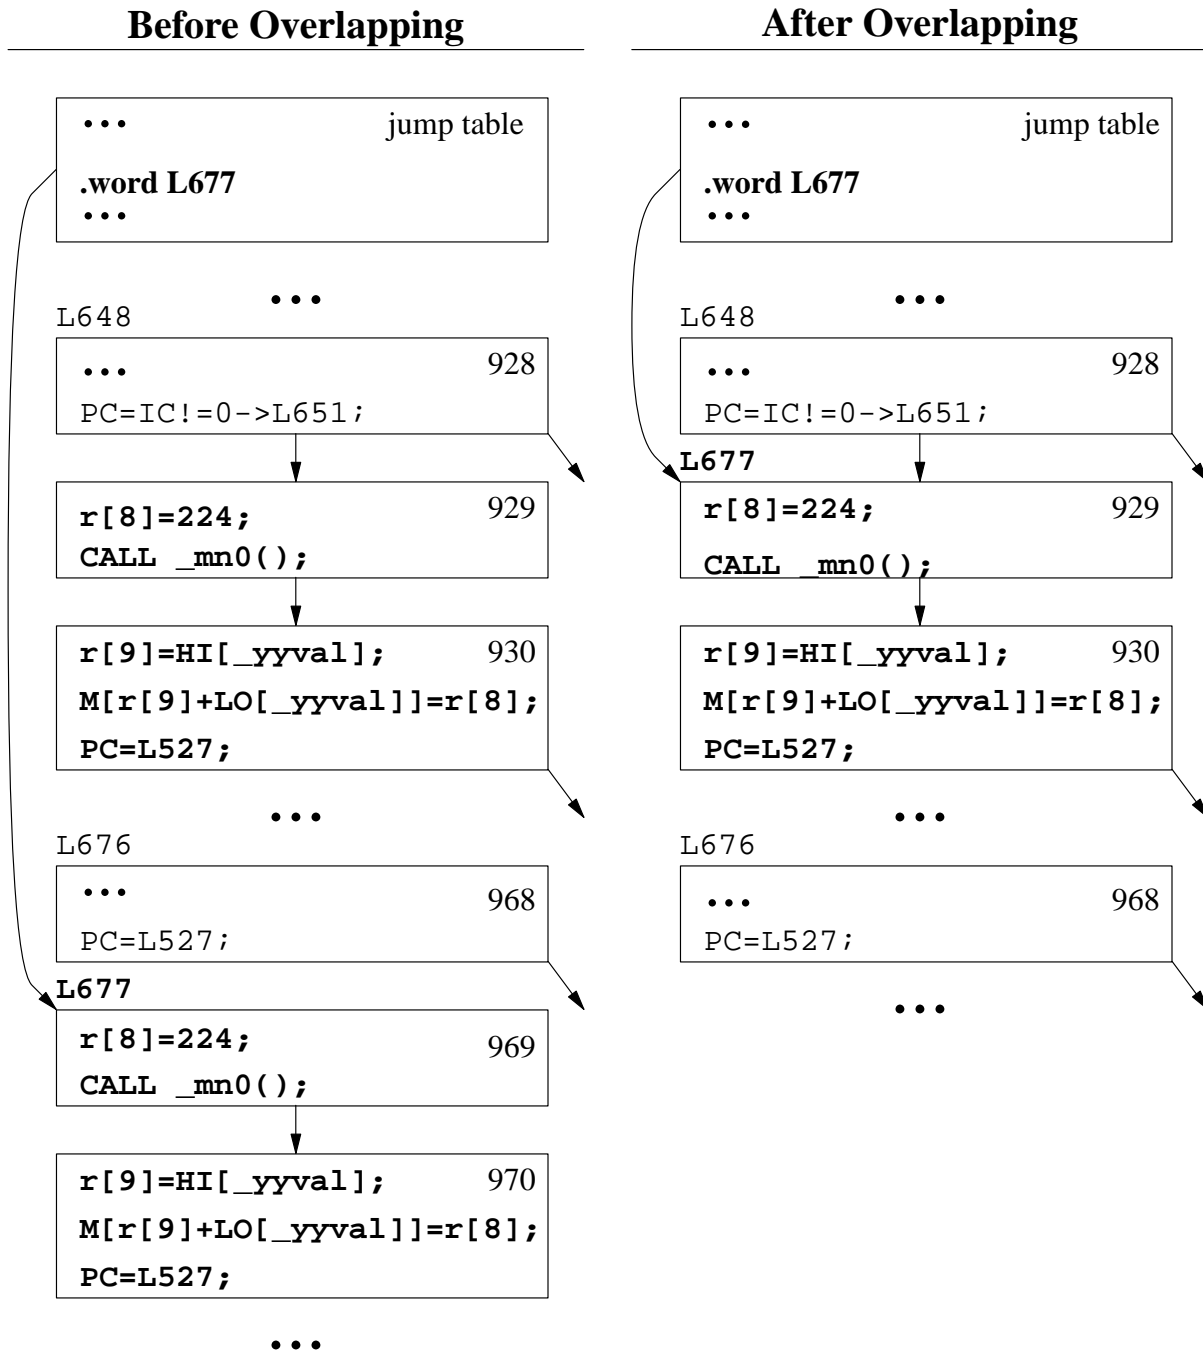 Before Overlapping
••• jump table
.word L677
•••
•••
L648
••• 928
PC=IC!=0->L651;
r[8]=224; 929
CALL _mn0();
r[9]=HI[_yyval]; 930
M[r[9]+LO[_yyval]]=r[8];
PC=L527;
•••
L676
••• 968
PC=L527;
L677
r[8]=224; 969
CALL _mn0();
r[9]=HI[_yyval]; 970
M[r[9]+LO[_yyval]]=r[8];
PC=L527;
•••
After Overlapping
••• jump table
.word L677
•••
•••
L648
••• 928
PC=IC!=0->L651;
L677
r[8]=224; 929
CALL _mn0();
r[9]=HI[_yyval]; 930
M[r[9]+LO[_yyval]]=r[8];
PC=L527;
•••
L676
••• 968
PC=L527;
•••